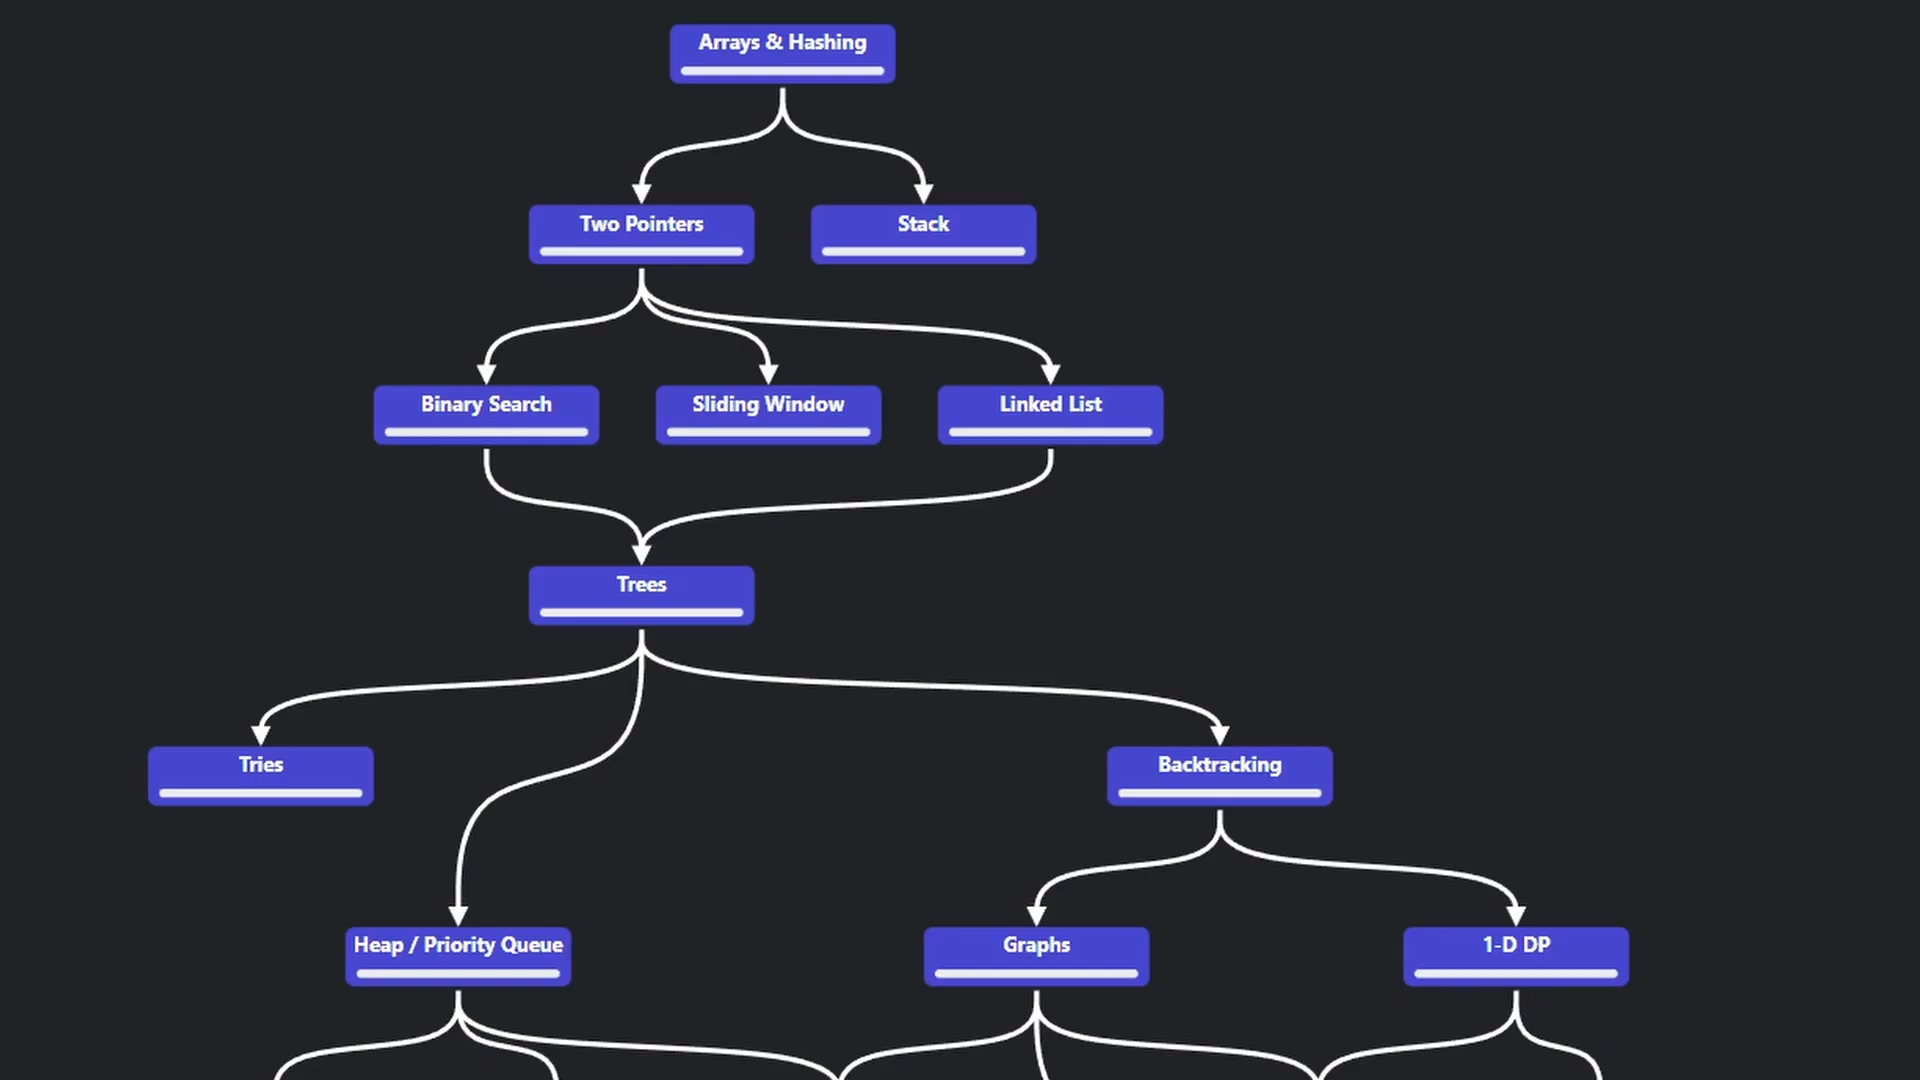 Arrays & Hashing
Two Pointers
Stack
Binary Search
Sliding Window
Linked List
Trees
Tries
Backtracking
Heap / Priority Queue
Graphs
1-D DP